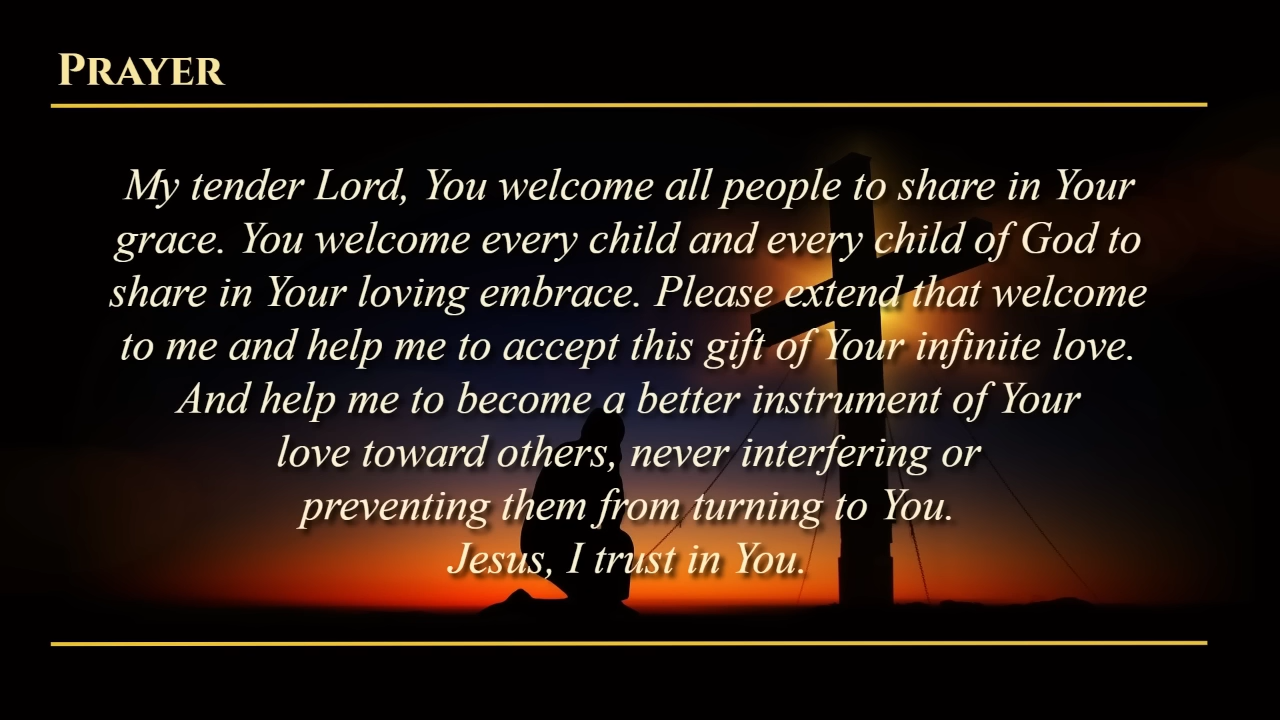 PRAYER
My tender Lord, You welcome all people to share in Your
grace. You welcome every child and every child of God to
share in Your loving embrace. Please extend that welcome
to me and help me to accept this gift of Your infinite love.
And help me to become a better instrument of Your
love toward others, never interfering or
preventing them from turning to You.
Jesus, I trust in You.